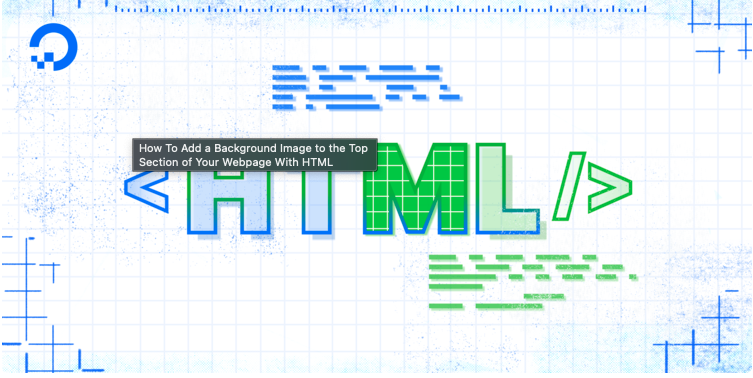 How To Add a Background Image to the Top
Section of Your Webpage With HTML
<HTML/>